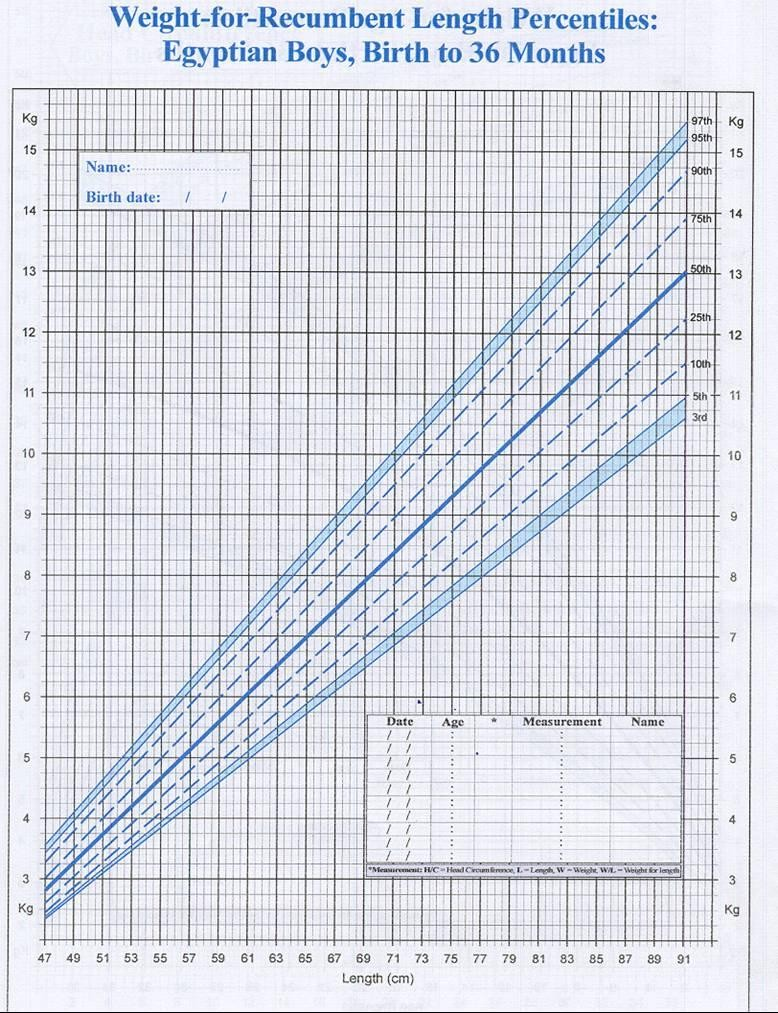 Weight-for-Recumbent Length Percentiles:
Egyptian Boys, Birth to 36 Months
Kg
Kg
15
14
13
12
11
10
9
8
7
6
5
4
3
Kg
Name:
Birth date: / /
97th
95th
90th
75th
50th
25th
10th
5th
3rd
15
14
13
12
11
10
9
8
7
6
5
4
3
Kg
Date Age * Measurement Name
/ / :
/ / :
/ / :
/ / :
/ / :
/ / :
/ / :
/ / :
/ / :
/ / :
*Measurement: H/C = Head Circumference, L = Length, W = Weight, W/L = Weight for length
47 49 51 53 55 57 59 61 63 65 67 69 71 73 75 77 79 81 83 85 87 89 91
Length (cm)